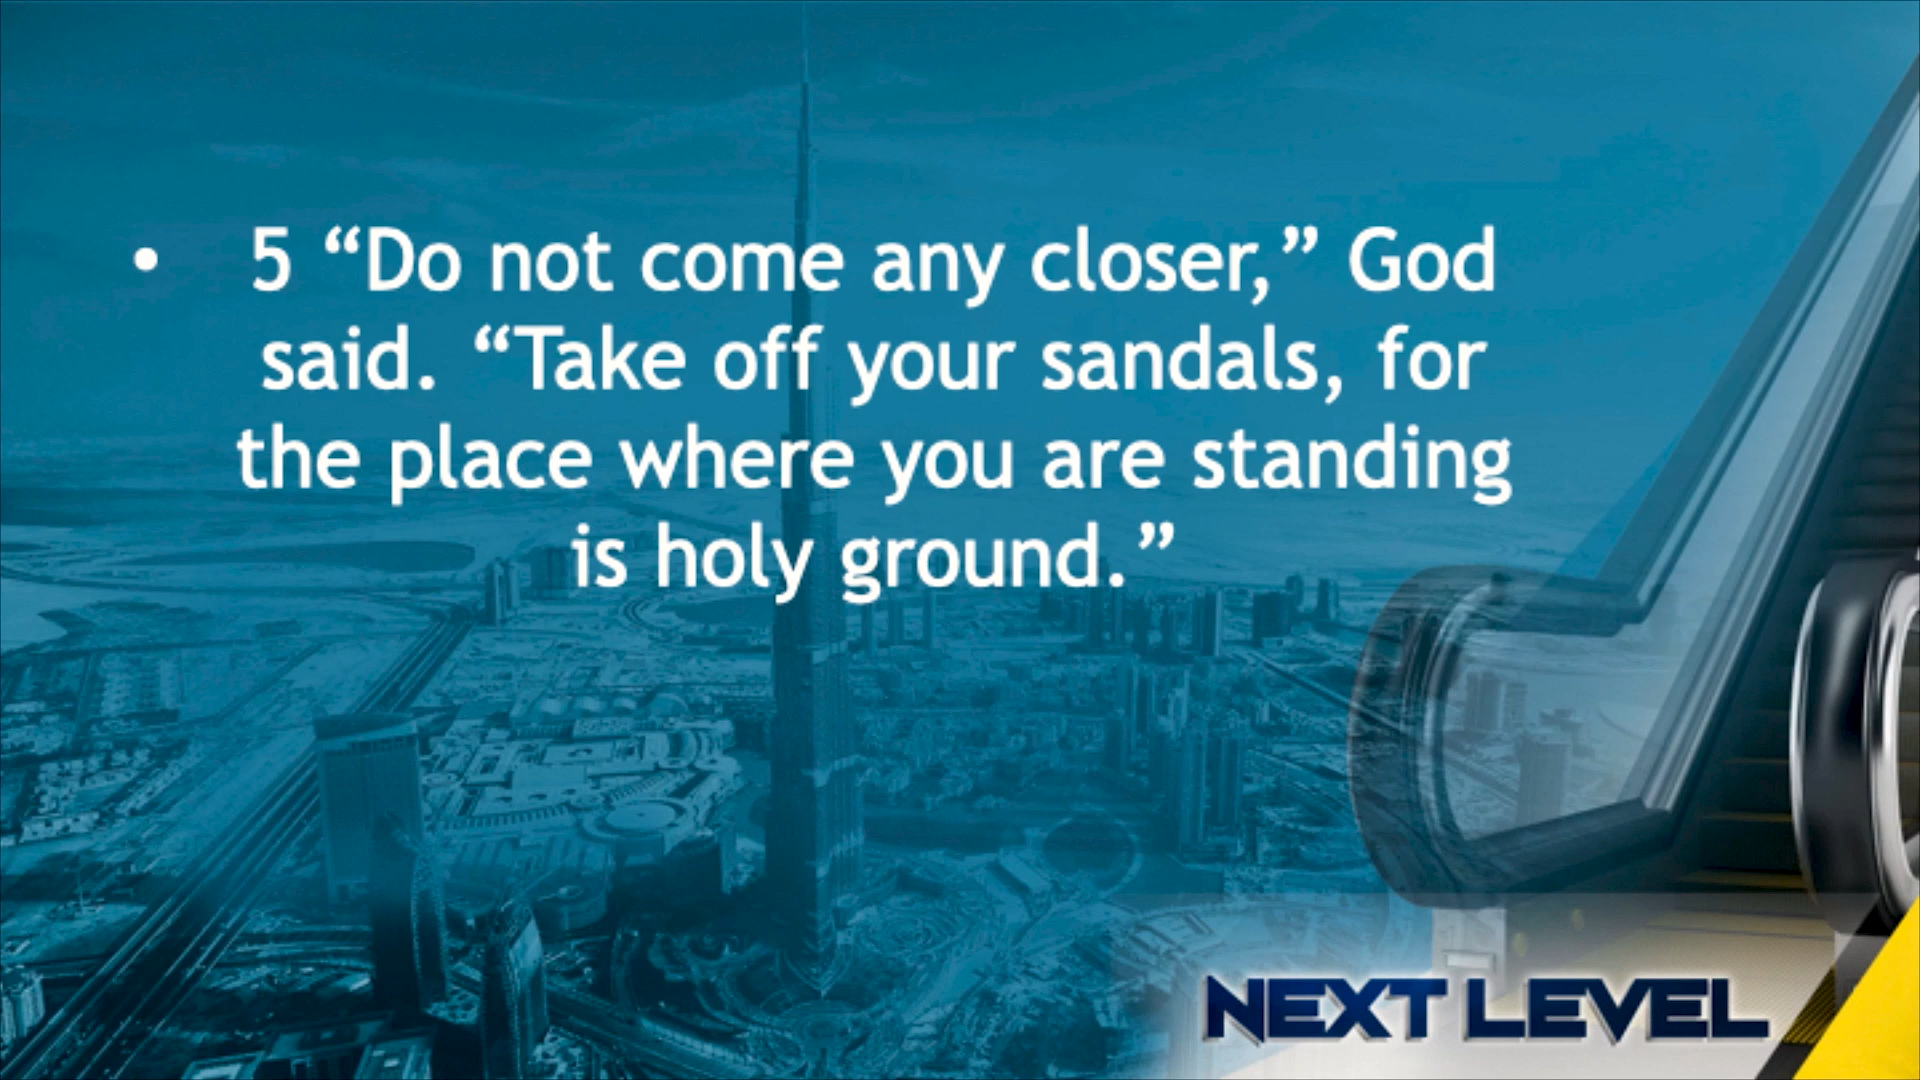 • 5 “Do not come any closer,” God
said. “Take off your sandals, for
the place where you are standing
is holy ground.”
NEXT LEVEL